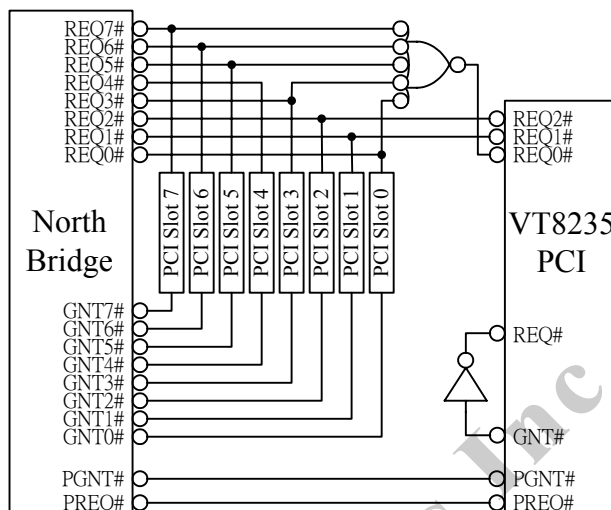 REQ7#
REQ6#
REQ5#
REQ4#
REQ3#
REQ2#
REQ1#
REQ0#
REQ2#
REQ1#
REQ0#
PCI Slot 7
PCI Slot 6
PCI Slot 5
PCI Slot 4
PCI Slot 3
PCI Slot 2
PCI Slot 1
PCI Slot 0
North
Bridge
VT8235
PCI
GNT7#
GNT6#
GNT5#
GNT4#
GNT3#
GNT2#
GNT1#
GNT0#
REQ#
GNT#
PGNT#
PREQ#
PGNT#
PREQ#
Inc